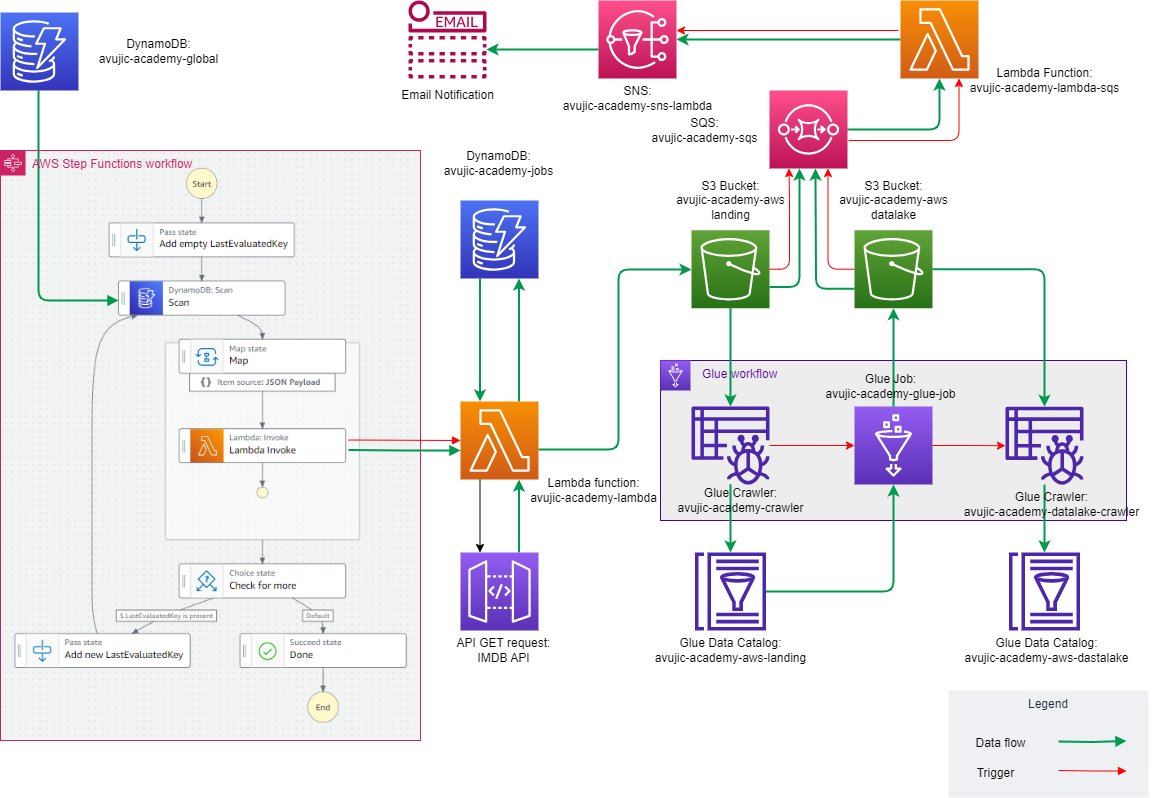 EMAIL
Email Notification
DynamoDB:
avujic-academy-global
SNS:
avujic-academy-sns-lambda
Lambda Function:
avujic-academy-lambda-sqs
SQS:
avujic-academy-sqs
AWS Step Functions workflow
Start
Pass state
Add empty LastEvaluatedKey
DynamoDB: Scan
Scan
Map state
Map
{} Item source: JSON Payload
Lambda: Invoke
Lambda Invoke
Choice state
Check for more
$.LastEvaluatedKey is present
Default
Pass state
Add new LastEvaluatedKey
Succeed state
Done
End
DynamoDB:
avujic-academy-jobs
Lambda function:
avujic-academy-lambda
</>
API GET request:
IMDB API
S3 Bucket:
avujic-academy-aws
landing
S3 Bucket:
avujic-academy-aws
datalake
Glue workflow
Glue Job:
avujic-academy-glue-job
Glue Crawler:
avujic-academy-crawler
Glue Crawler:
avujic-academy-datalake-crawler
Glue Data Catalog:
avujic-academy-aws-landing
Glue Data Catalog:
avujic-academy-aws-dastalake
Legend
Data flow
Trigger